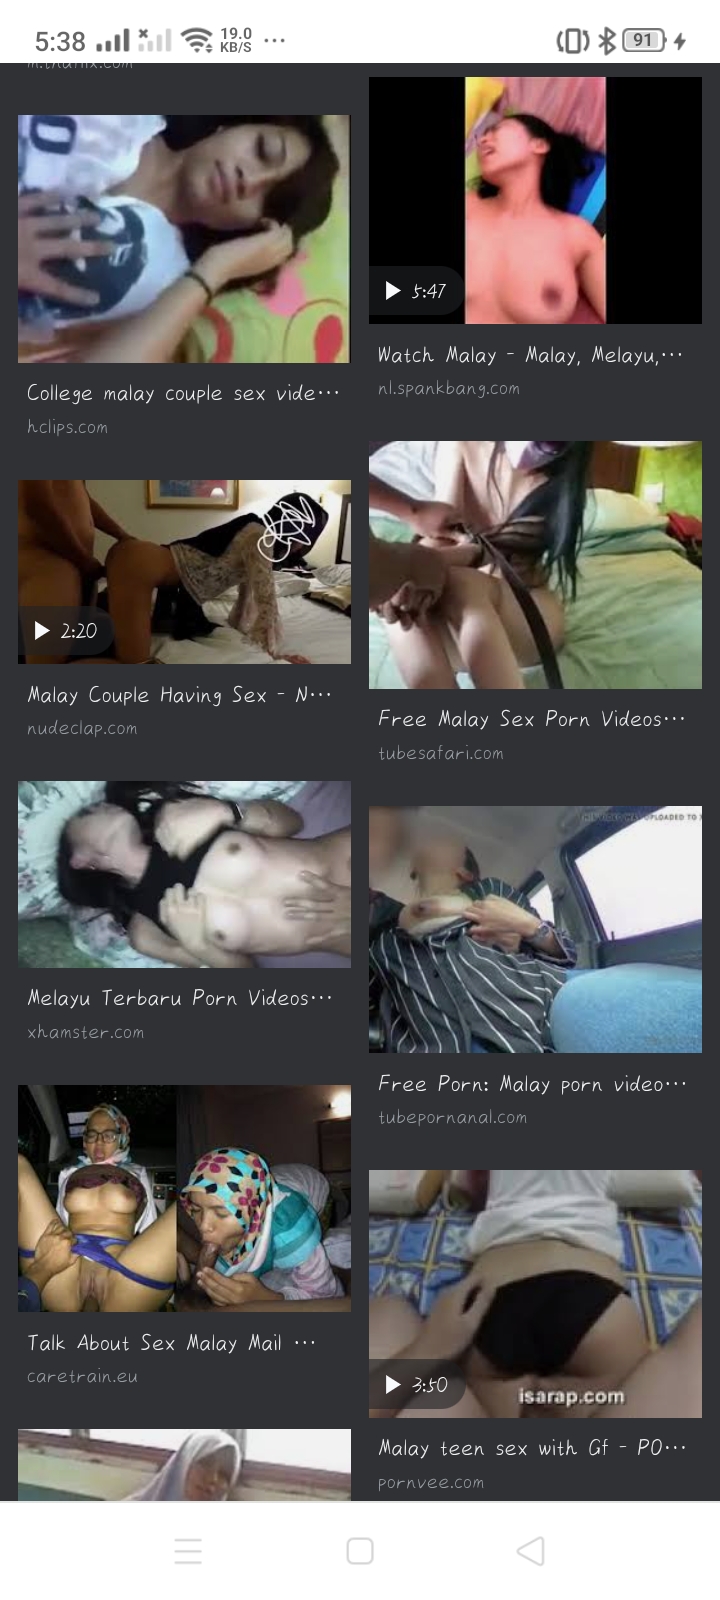 5:38
19.0
KB/S
91
5:47
College malay couple sex vide···
hclips.com
Watch Malay - Malay, Melayu,···
nl.spankbang.com
2:20
Malay Couple Having Sex - N···
nudeclap.com
Free Malay Sex Porn Videos···
tubesafari.com
Melayu Terbaru Porn Videos···
xhamster.com
THIS VIDEO WAS UPLOADED TO
Free Porn: Malay porn video···
tubepornanal.com
Talk About Sex Malay Mail ···
caretrain.eu
3:50
isarap.com
Malay teen sex with Gf - PO···
pornvee.com